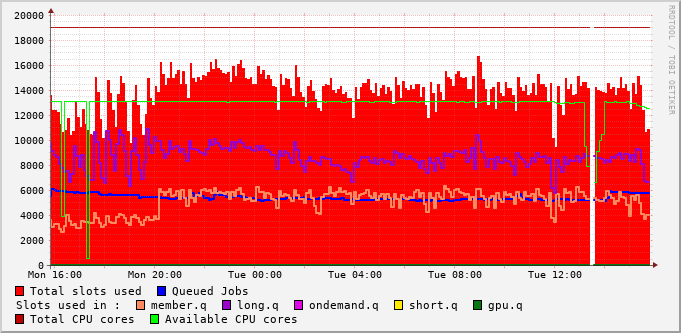 RRDTOOL / TOBI OETIKER
20000
18000
16000
14000
12000
10000
8000
6000
4000
2000
0
Mon 16:00 Mon 20:00 Tue 00:00 Tue 04:00 Tue 08:00 Tue 12:00
Total slots used Queued Jobs
Slots used in : member.q long.q ondemand.q short.q gpu.q
Total CPU cores Available CPU cores